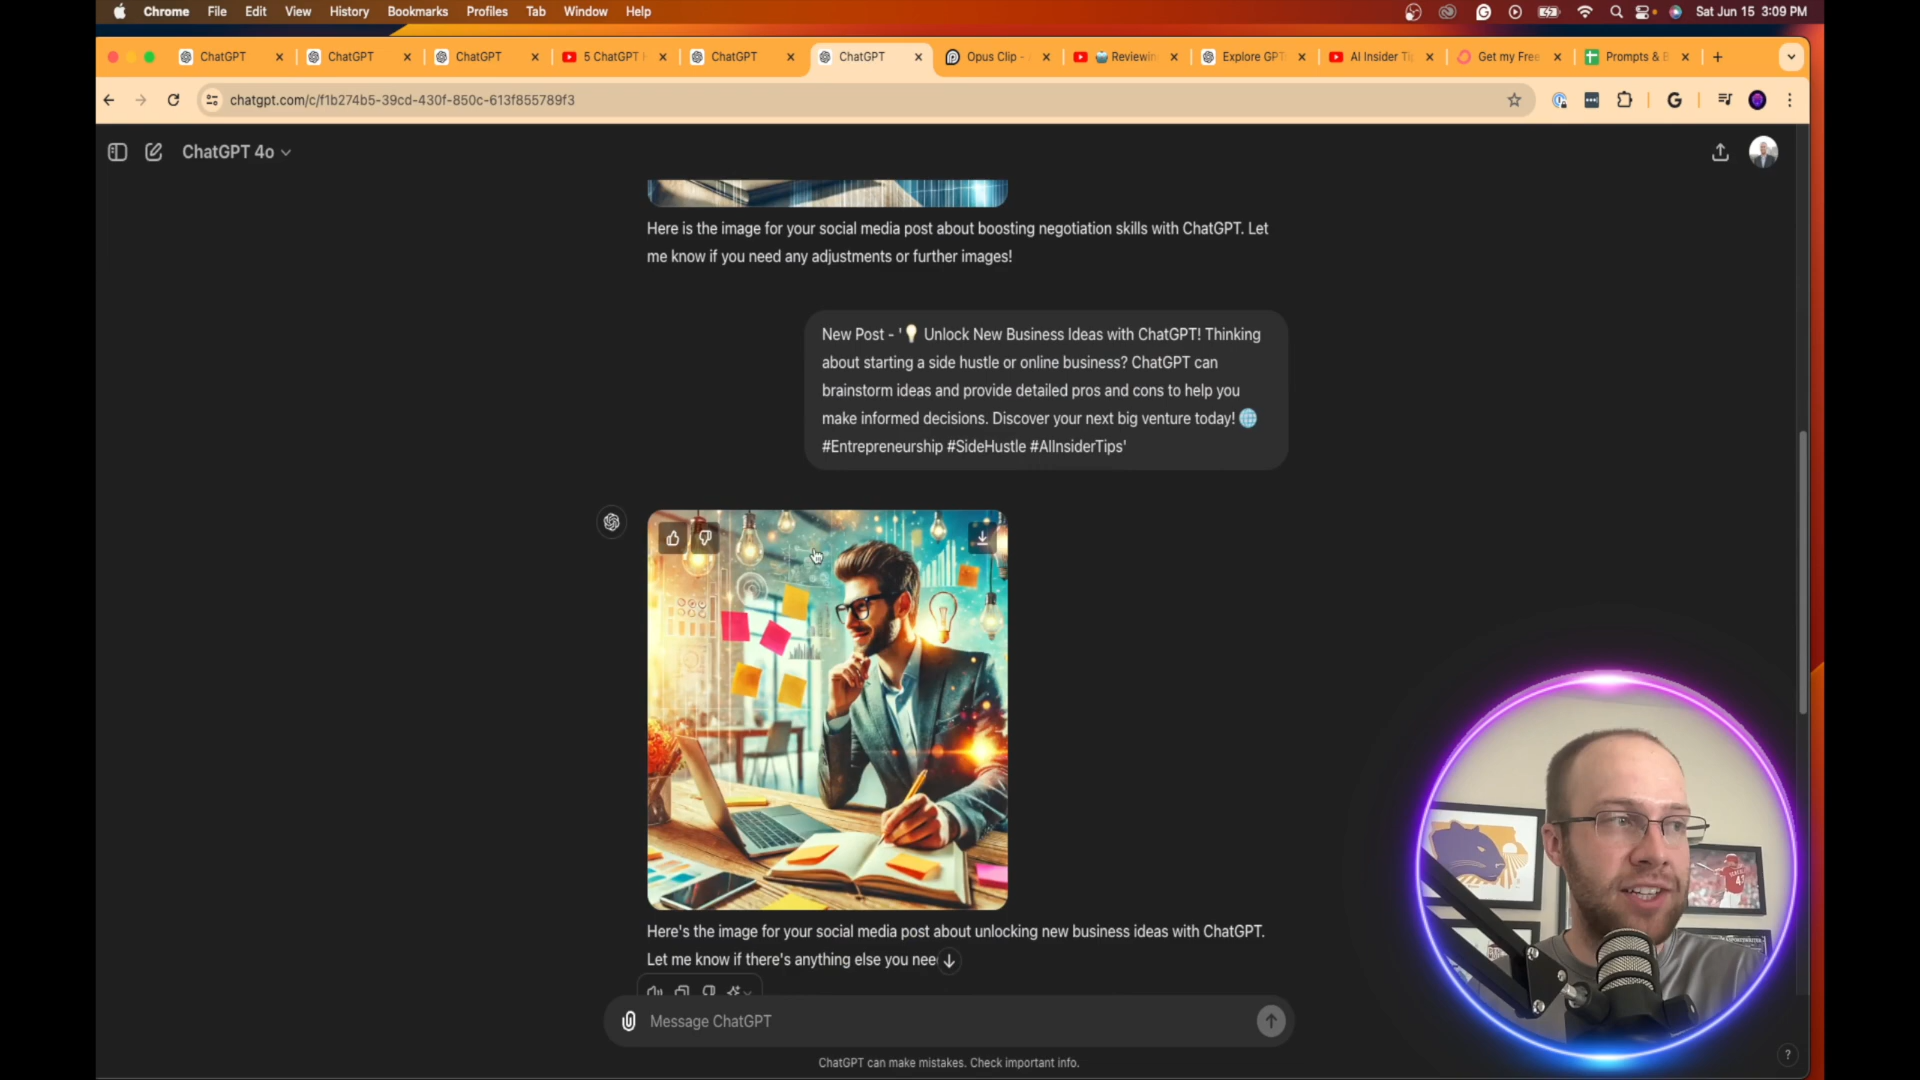 Chrome File Edit View History Bookmarks Profiles Tab Window Help
Sat Jun 15 3:09 PM
ChatGPT
ChatGPT
ChatGPT
5 ChatGPT
ChatGPT
ChatGPT
Opus Clip -
Reviewin
Explore GPT
AI Insider Ti
Get my Free
Prompts & B
chatgpt.com/c/f1b274b5-39cd-430f-850c-613f855789f3
ChatGPT 4o
Here is the image for your social media post about boosting negotiation skills with ChatGPT. Let
me know if you need any adjustments or further images!
New Post - '💡 Unlock New Business Ideas with ChatGPT! Thinking
about starting a side hustle or online business? ChatGPT can
brainstorm ideas and provide detailed pros and cons to help you
make informed decisions. Discover your next big venture today! 🌐
#Entrepreneurship #SideHustle #AIInsiderTips'
Here's the image for your social media post about unlocking new business ideas with ChatGPT.
Let me know if there's anything else you nee
Message ChatGPT
ChatGPT can make mistakes. Check important info.
?